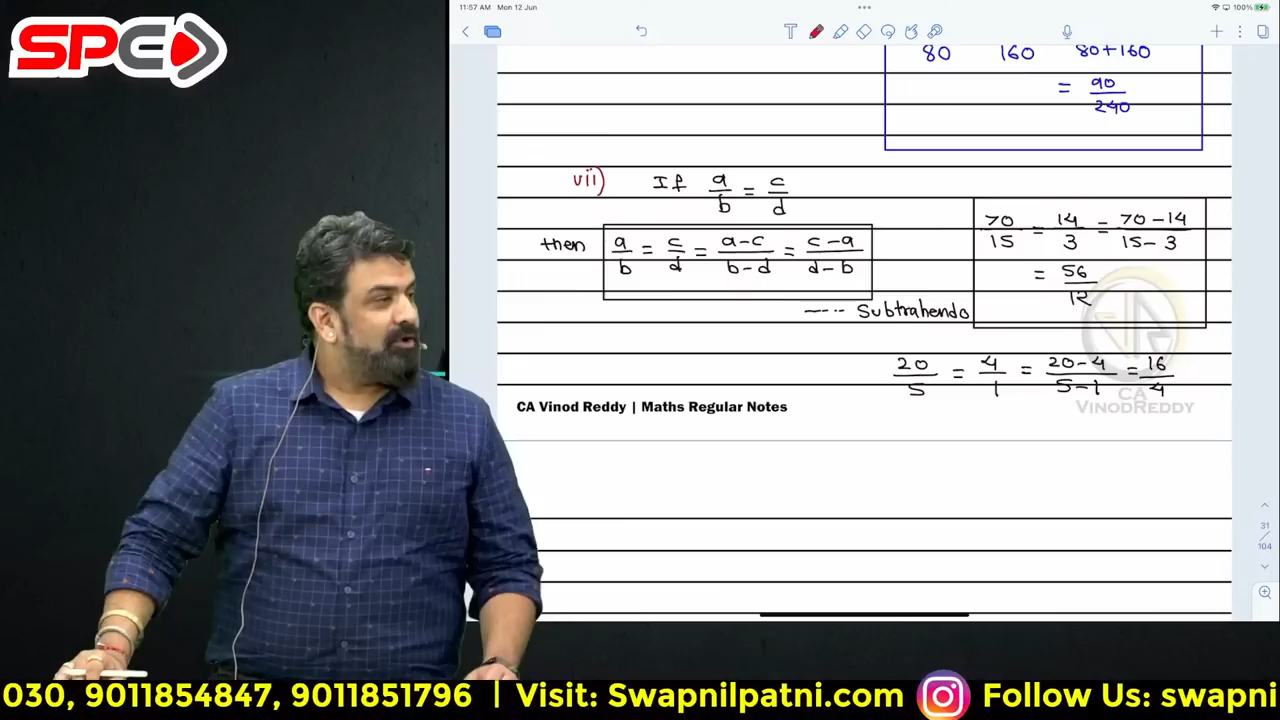 11:57 AM Mon 12 Jun
100%
SPC
T
80 160 80+160
= 90/240
vii) If a/b = c/d
then a/b = c/d = a-c/b-d = c-a/d-b
---- Subtrahendo
70/15 = 14/3 = 70-14/15-3
= 56/12
20/5 = 4/1 = 20-4/5-1 = 16/4
CA
VINODREDDY
CA Vinod Reddy | Maths Regular Notes
31
/
104
030, 9011854847, 9011851796 | Visit: Swapnilpatni.com Follow Us: swapni